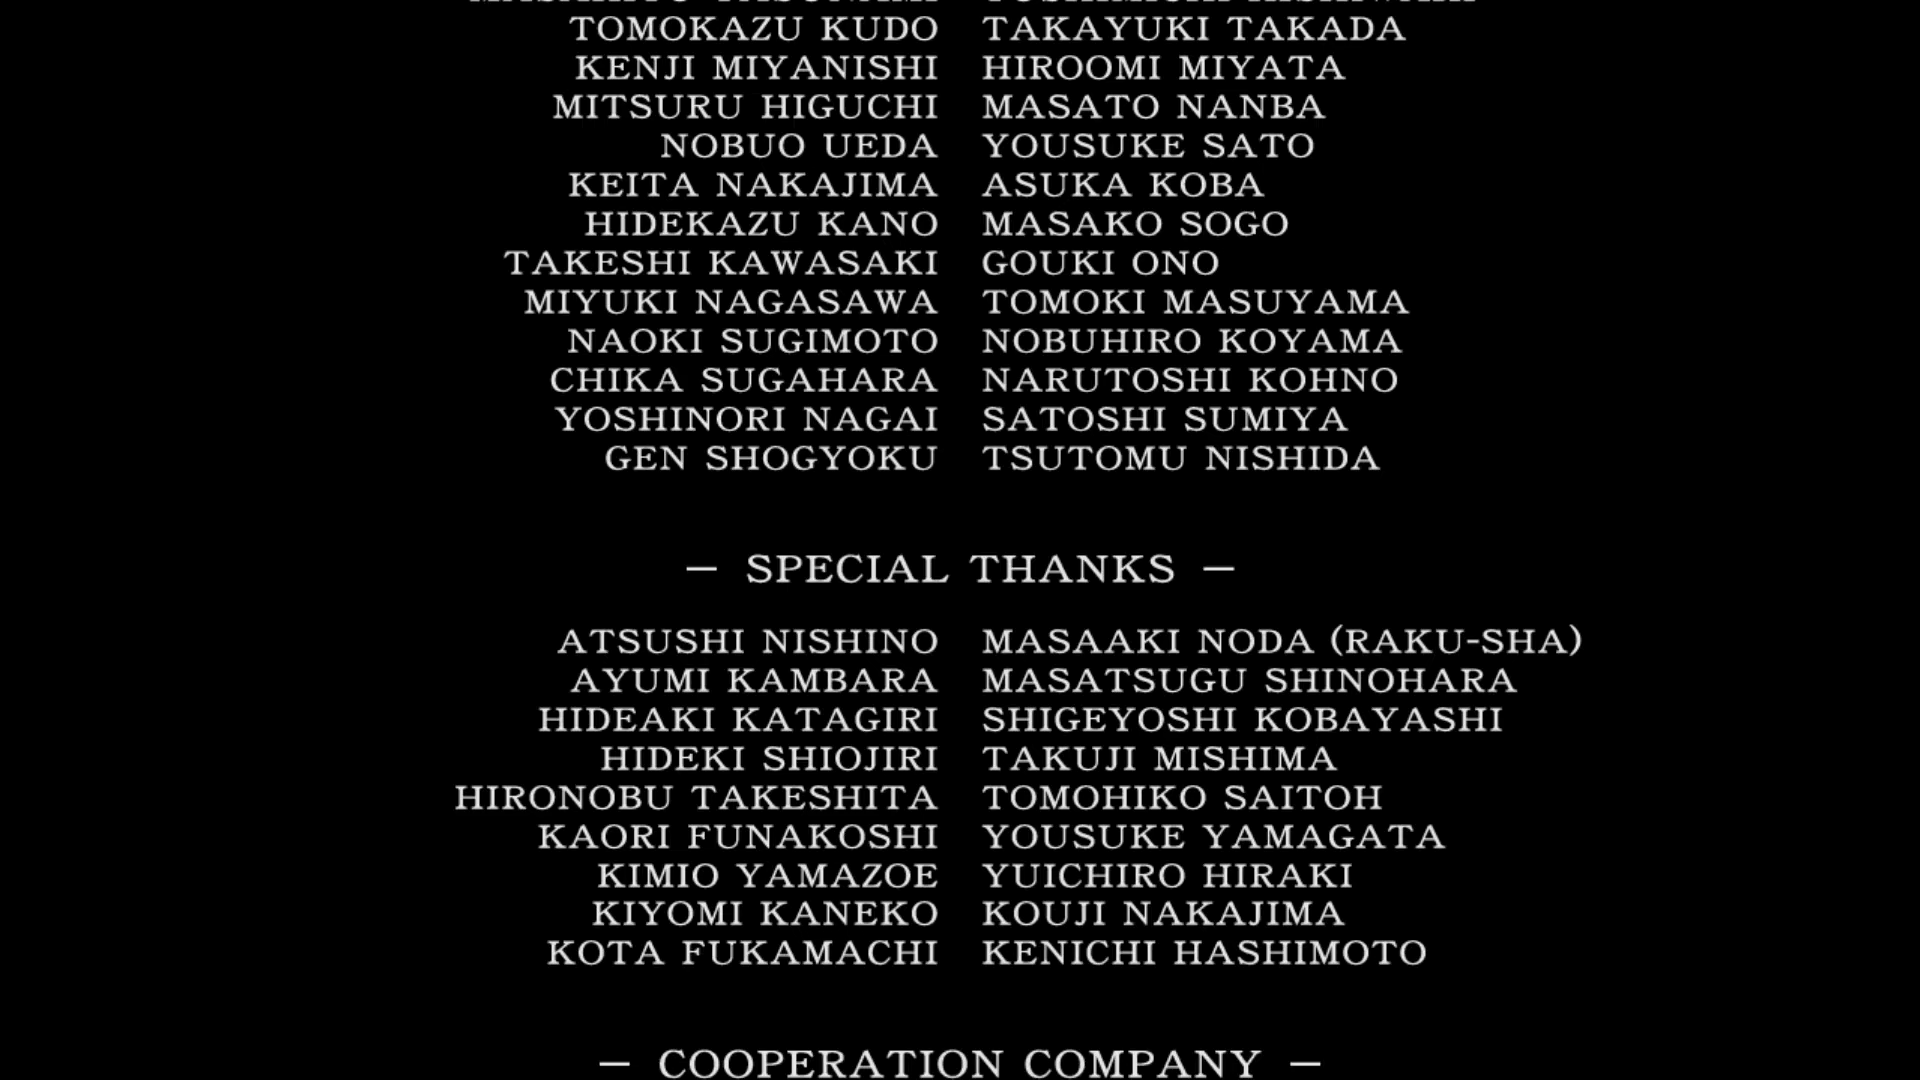 TOMOKAZU KUDO TAKAYUKI TAKADA
KENJI MIYANISHI HIROOMI MIYATA
MITSURU HIGUCHI MASATO NANBA
NOBUO UEDA YOUSUKE SATO
KEITA NAKAJIMA ASUKA KOBA
HIDEKAZU KANO MASAKO SOGO
TAKESHI KAWASAKI GOUKI ONO
MIYUKI NAGASAWA TOMOKI MASUYAMA
NAOKI SUGIMOTO NOBUHIRO KOYAMA
CHIKA SUGAHARA NARUTOSHI KOHNO
YOSHINORI NAGAI SATOSHI SUMIYA
GEN SHOGYOKU TSUTOMU NISHIDA
— SPECIAL THANKS —
ATSUSHI NISHINO MASAAKI NODA (RAKU-SHA)
AYUMI KAMBARA MASATSUGU SHINOHARA
HIDEAKI KATAGIRI SHIGEYOSHI KOBAYASHI
HIDEKI SHIOJIRI TAKUJI MISHIMA
HIRONOBU TAKESHITA TOMOHIKO SAITOH
KAORI FUNAKOSHI YOUSUKE YAMAGATA
KIMIO YAMAZOE YUICHIRO HIRAKI
KIYOMI KANEKO KOUJI NAKAJIMA
KOTA FUKAMACHI KENICHI HASHIMOTO
— COOPERATION COMPANY —